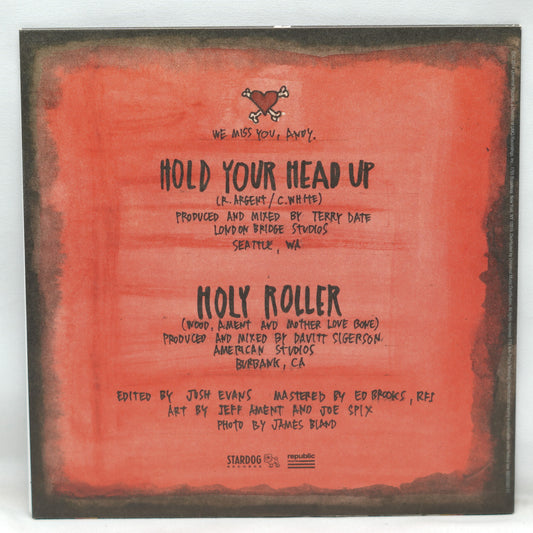 WE MISS YOU, ANDY.
HOLD YOUR HEAD UP
(R. ARGENT/C. WHITE)
PRODUCED AND MIXED BY TERRY DATE
LONDON BRIDGE STUDIOS
SEATTLE, WA
HOLY ROLLER
(WOOD, AMENT AND MOTHER LOVE BONE)
PRODUCED AND MIXED BY DAVITT SIGERSON.
AMERICAN STUDIOS
BURBANK, CA
EDITED BY JOSH EVANS MASTERED BY ED BROOKS, RFI
ART BY JEFF AMENT AND JOE SPIX
PHOTO BY JAMES BLAND
STARDOG
RECORDS
republic